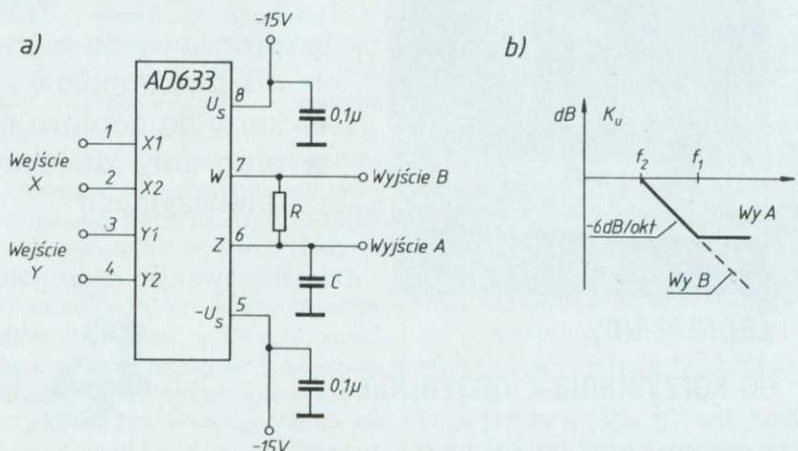 a)
-15V
AD633
8
U_S
0,1µ
1
X1
Wejście
X
2
X2
7
W
Wyjście B
R
3
Y1
Wejście
Y
4
Y2
6
Z
Wyjście A
C
5
-U_S
0,1µ
-15V
b)
dB
K_u
f_2
f_1
-6dB/okt
Wy A
Wy B